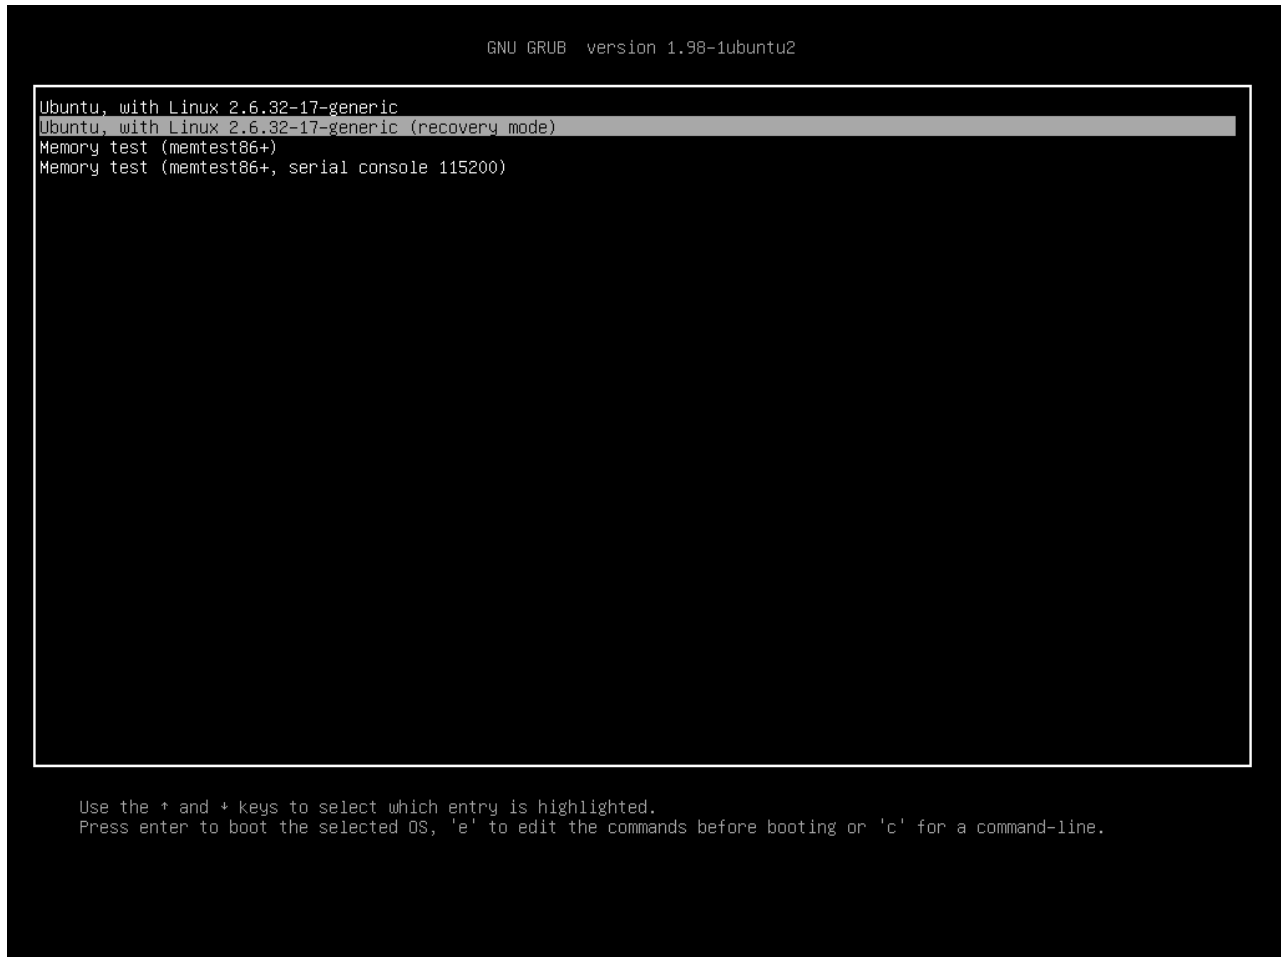 GNU GRUB  version 1.98-1ubuntu2
Ubuntu, with Linux 2.6.32-17-generic
Ubuntu, with Linux 2.6.32-17-generic (recovery mode)
Memory test (memtest86+)
Memory test (memtest86+, serial console 115200)
Use the ↑ and ↓ keys to select which entry is highlighted.
Press enter to boot the selected OS, 'e' to edit the commands before booting or 'c' for a command-line.